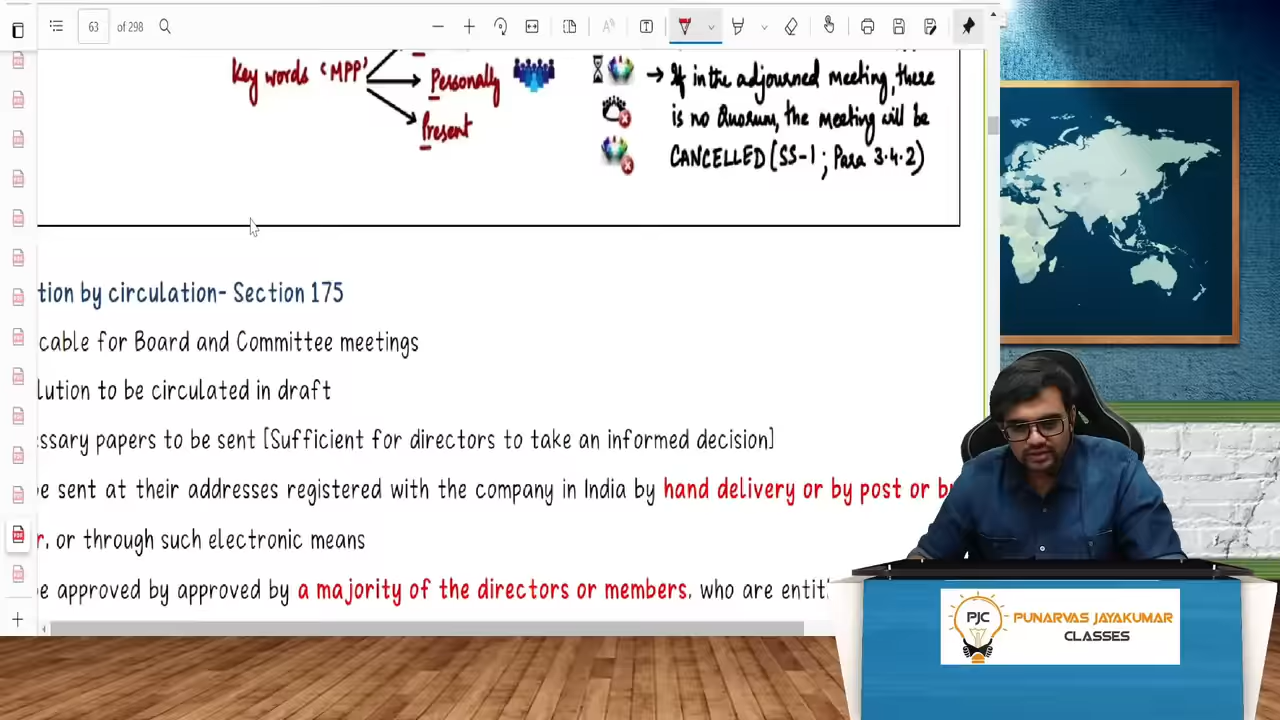 63 of 298
Key words 'MPP'
Personally
Present
→ If in the adjourned meeting, there
is no Quorum, the meeting will be
CANCELLED (SS-1 ; Para 3.4.2)
tion by circulation- Section 175
cable for Board and Committee meetings
lution to be circulated in draft
ssary papers to be sent [Sufficient for directors to take an informed decision]
e sent at their addresses registered with the company in India by hand delivery or by post or b
r, or through such electronic means
e approved by approved by a majority of the directors or members, who are entit
PJC PUNARVAS JAYAKUMAR
CLASSES